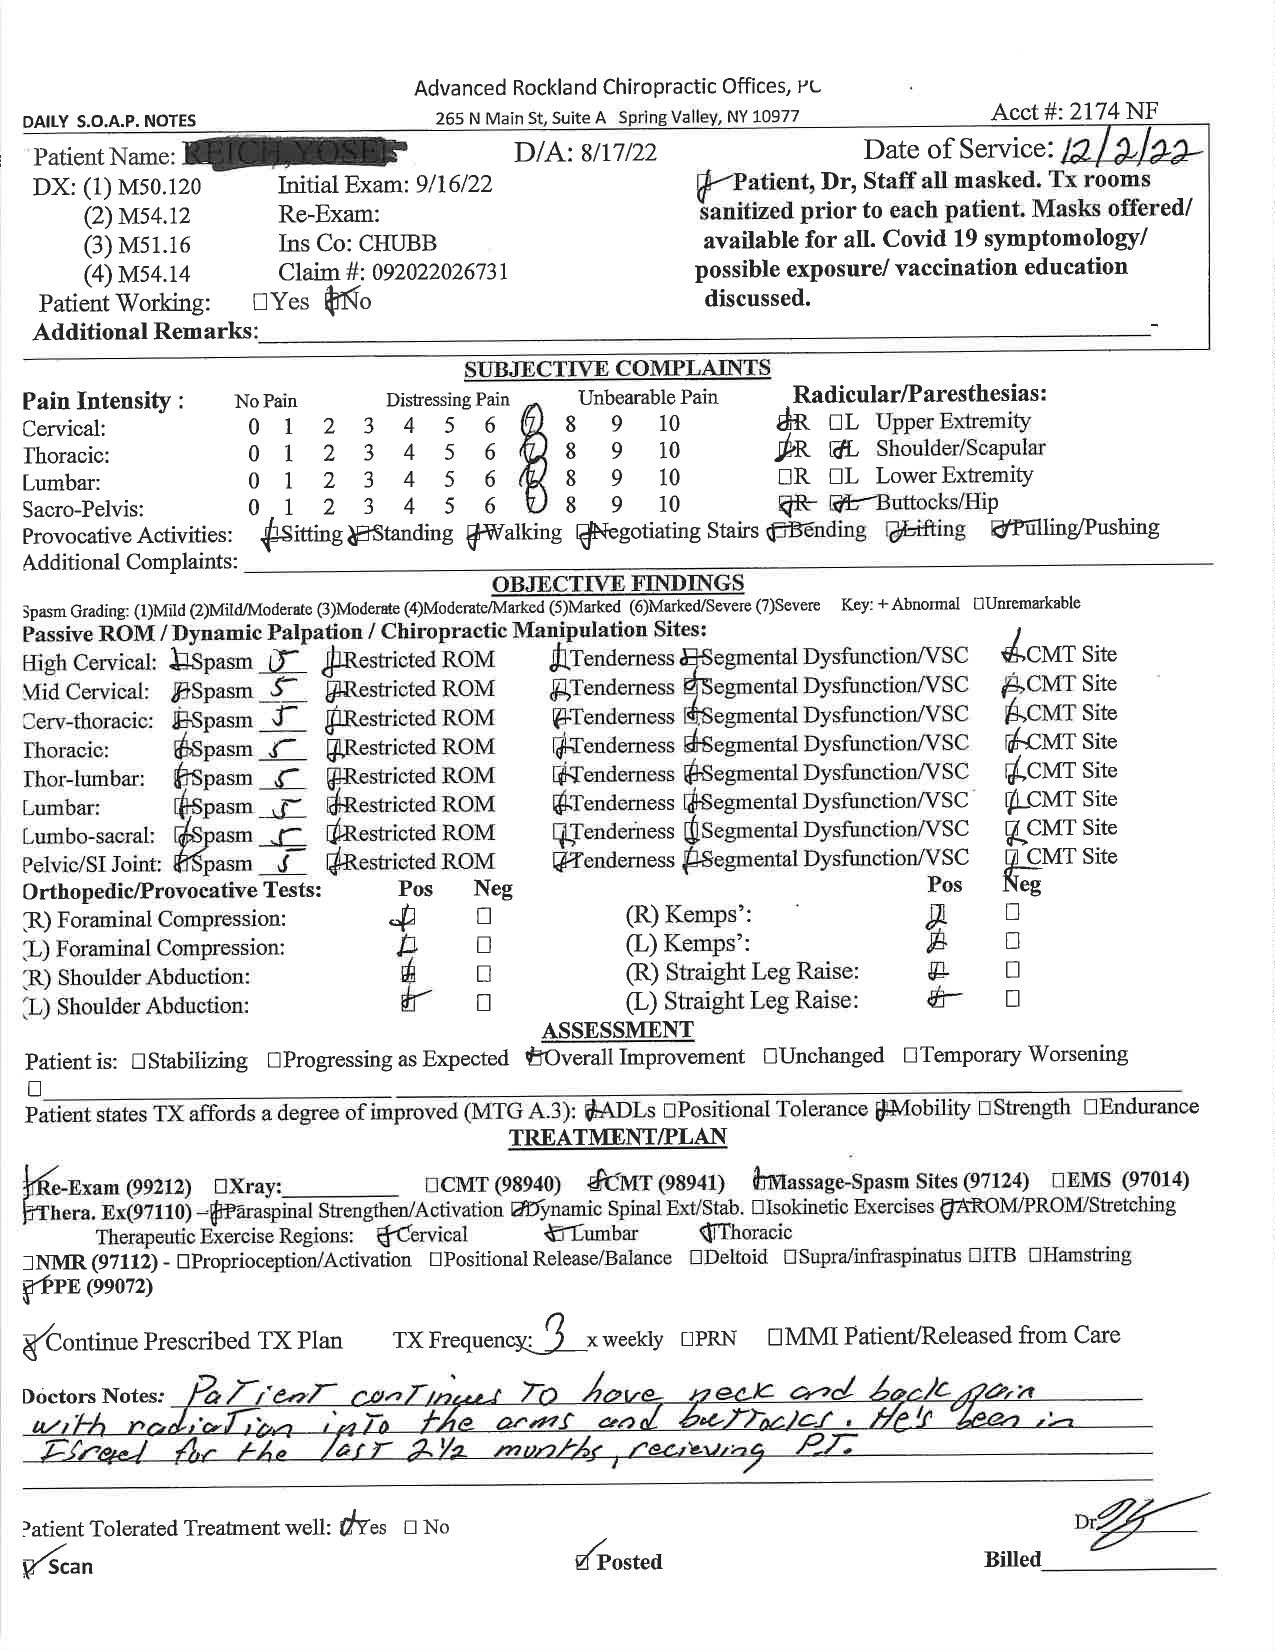 Advanced Rockland Chiropractic Offices, PC
DAILY S.O.A.P. NOTES 265 N Main St, Suite A Spring Valley, NY 10977 Acct #: 2174 NF
Patient Name: D/A: 8/17/22 Date of Service: 12/2/22
DX: (1) M50.120 Initial Exam: 9/16/22 Patient, Dr, Staff all masked. Tx rooms
(2) M54.12 Re-Exam: sanitized prior to each patient. Masks offered/
(3) M51.16 Ins Co: CHUBB available for all. Covid 19 symptomology/
(4) M54.14 Claim #: 092022026731 possible exposure/ vaccination education
Patient Working: □Yes ☑No discussed.
Additional Remarks:
SUBJECTIVE COMPLAINTS
Pain Intensity : No Pain Distressing Pain Unbearable Pain Radicular/Paresthesias:
Cervical: 0 1 2 3 4 5 6 7 8 9 10 ☑R □L Upper Extremity
Thoracic: 0 1 2 3 4 5 6 7 8 9 10 ☑R ☑L Shoulder/Scapular
Lumbar: 0 1 2 3 4 5 6 7 8 9 10 □R □L Lower Extremity
Sacro-Pelvis: 0 1 2 3 4 5 6 7 8 9 10 ☑R ☑L Buttocks/Hip
Provocative Activities: ☑Sitting ☑Standing ☑Walking ☑Negotiating Stairs ☑Bending ☑Lifting ☑Pulling/Pushing
Additional Complaints:
OBJECTIVE FINDINGS
Spasm Grading: (1)Mild (2)Mild/Moderate (3)Moderate (4)Moderate/Marked (5)Marked (6)Marked/Severe (7)Severe Key: + Abnormal □Unremarkable
Passive ROM / Dynamic Palpation / Chiropractic Manipulation Sites:
High Cervical: ☑Spasm 5 ☑Restricted ROM ☑Tenderness ☑Segmental Dysfunction/VSC ☑CMT Site
Mid Cervical: ☑Spasm 5 ☑Restricted ROM ☑Tenderness ☑Segmental Dysfunction/VSC ☑CMT Site
Cerv-thoracic: ☑Spasm 5 ☑Restricted ROM ☑Tenderness ☑Segmental Dysfunction/VSC ☑CMT Site
Thoracic: ☑Spasm 5 ☑Restricted ROM ☑Tenderness ☑Segmental Dysfunction/VSC ☑CMT Site
Thor-lumbar: ☑Spasm 5 ☑Restricted ROM ☑Tenderness ☑Segmental Dysfunction/VSC ☑CMT Site
Lumbar: ☑Spasm 5 ☑Restricted ROM ☑Tenderness ☑Segmental Dysfunction/VSC ☑CMT Site
Lumbo-sacral: ☑Spasm 5 ☑Restricted ROM ☑Tenderness ☑Segmental Dysfunction/VSC ☑CMT Site
Pelvic/SI Joint: ☑Spasm 5 ☑Restricted ROM ☑Tenderness ☑Segmental Dysfunction/VSC ☑CMT Site
Orthopedic/Provocative Tests: Pos Neg Pos Neg
(R) Foraminal Compression: ☑ □ (R) Kemps': ☑ □
(L) Foraminal Compression: ☑ □ (L) Kemps': ☑ □
(R) Shoulder Abduction: ☑ □ (R) Straight Leg Raise: ☑ □
(L) Shoulder Abduction: ☑ □ (L) Straight Leg Raise: ☑ □
ASSESSMENT
Patient is: □Stabilizing □Progressing as Expected ☑Overall Improvement □Unchanged □Temporary Worsening
□
Patient states TX affords a degree of improved (MTG A.3): ☑ADLs □Positional Tolerance ☑Mobility □Strength □Endurance
TREATMENT/PLAN
☑Re-Exam (99212) □Xray: □CMT (98940) ☑CMT (98941) ☑Massage-Spasm Sites (97124) □EMS (97014)
☑Thera. Ex(97110) – ☑Paraspinal Strengthen/Activation ☑Dynamic Spinal Ext/Stab. □Isokinetic Exercises ☑AROM/PROM/Stretching
Therapeutic Exercise Regions: ☑Cervical ☑Lumbar ☑Thoracic
□NMR (97112) - □Proprioception/Activation □Positional Release/Balance □Deltoid □Supra/infraspinatus □ITB □Hamstring
☑PPE (99072)
☑Continue Prescribed TX Plan TX Frequency: 3 x weekly □PRN □MMI Patient/Released from Care
Doctors Notes: Patient continues to have neck and back pain
with radiation into the arms and buttocks. He's been in
Israel for the last 2 1/2 months, recieving P.T.
Patient Tolerated Treatment well: ☑Yes □ No Dr.
☑Scan ☑Posted Billed